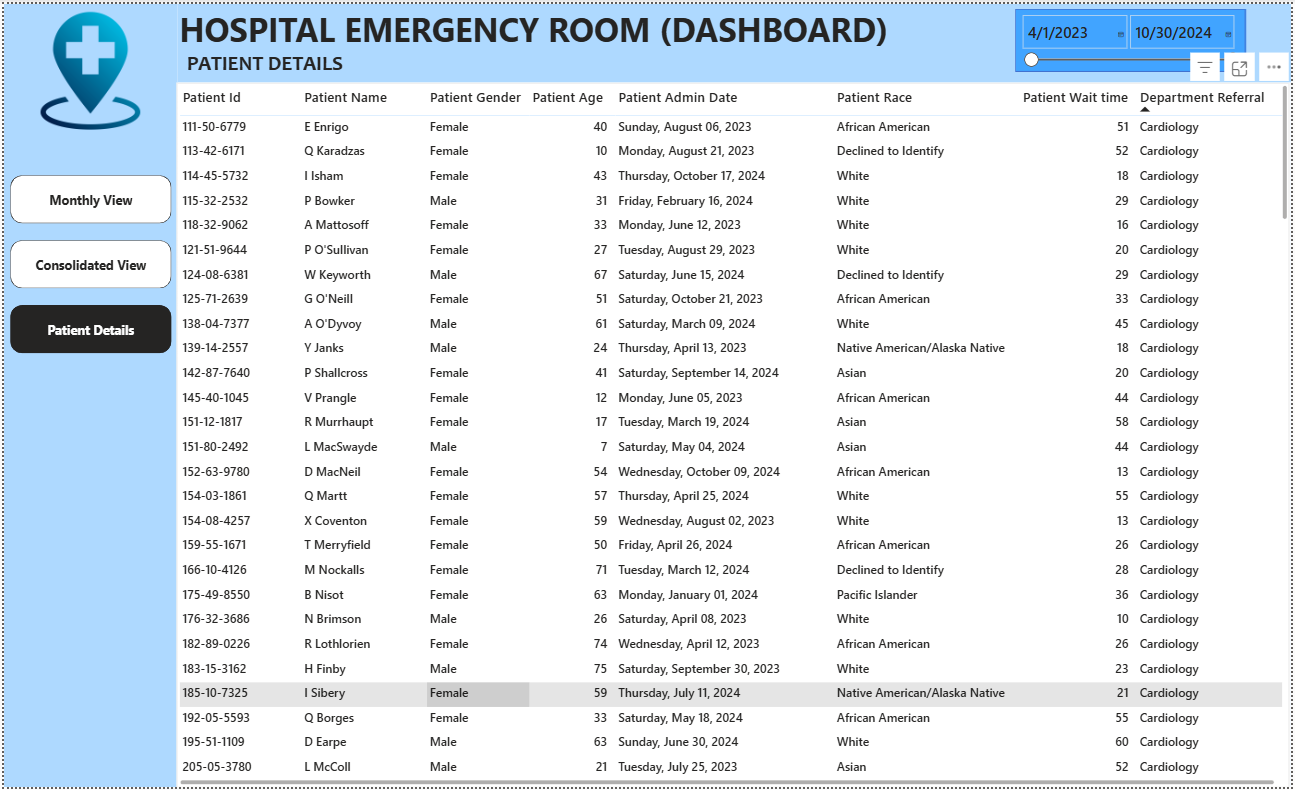 HOSPITAL EMERGENCY ROOM (DASHBOARD)
PATIENT DETAILS
4/1/2023 10/30/2024
Monthly View
Consolidated View
Patient Details
Patient Id Patient Name Patient Gender Patient Age Patient Admin Date Patient Race Patient Wait time Department Referral
111-50-6779 E Enrigo Female 40 Sunday, August 06, 2023 African American 51 Cardiology
113-42-6171 Q Karadzas Female 10 Monday, August 21, 2023 Declined to Identify 52 Cardiology
114-45-5732 I Isham Female 43 Thursday, October 17, 2024 White 18 Cardiology
115-32-2532 P Bowker Male 31 Friday, February 16, 2024 White 29 Cardiology
118-32-9062 A Mattosoff Female 33 Monday, June 12, 2023 White 16 Cardiology
121-51-9644 P O'Sullivan Female 27 Tuesday, August 29, 2023 White 20 Cardiology
124-08-6381 W Keyworth Male 67 Saturday, June 15, 2024 Declined to Identify 29 Cardiology
125-71-2639 G O'Neill Female 51 Saturday, October 21, 2023 African American 33 Cardiology
138-04-7377 A O'Dyvoy Male 61 Saturday, March 09, 2024 White 45 Cardiology
139-14-2557 Y Janks Male 24 Thursday, April 13, 2023 Native American/Alaska Native 18 Cardiology
142-87-7640 P Shallcross Female 41 Saturday, September 14, 2024 Asian 20 Cardiology
145-40-1045 V Prangle Female 12 Monday, June 05, 2023 African American 44 Cardiology
151-12-1817 R Murrhaupt Female 17 Tuesday, March 19, 2024 Asian 58 Cardiology
151-80-2492 L MacSwayde Male 7 Saturday, May 04, 2024 Asian 44 Cardiology
152-63-9780 D MacNeil Female 54 Wednesday, October 09, 2024 African American 13 Cardiology
154-03-1861 Q Martt Female 57 Thursday, April 25, 2024 White 55 Cardiology
154-08-4257 X Coventon Female 59 Wednesday, August 02, 2023 White 13 Cardiology
159-55-1671 T Merryfield Female 50 Friday, April 26, 2024 African American 26 Cardiology
166-10-4126 M Nockalls Female 71 Tuesday, March 12, 2024 Declined to Identify 28 Cardiology
175-49-8550 B Nisot Female 63 Monday, January 01, 2024 Pacific Islander 36 Cardiology
176-32-3686 N Brimson Male 26 Saturday, April 08, 2023 White 10 Cardiology
182-89-0226 R Lothlorien Female 74 Wednesday, April 12, 2023 African American 26 Cardiology
183-15-3162 H Finby Male 75 Saturday, September 30, 2023 White 23 Cardiology
185-10-7325 I Sibery Female 59 Thursday, July 11, 2024 Native American/Alaska Native 21 Cardiology
192-05-5593 Q Borges Female 33 Saturday, May 18, 2024 African American 55 Cardiology
195-51-1109 D Earpe Male 63 Sunday, June 30, 2024 White 60 Cardiology
205-05-3780 L McColl Male 21 Tuesday, July 25, 2023 Asian 52 Cardiology